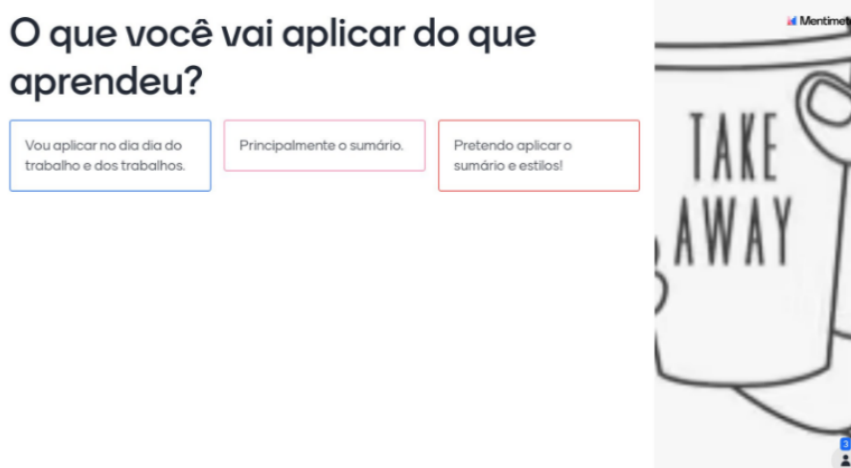 O que você vai aplicar do que
aprendeu?
Vou aplicar no dia dia do
trabalho e dos trabalhos.
Principalmente o sumário.
Pretendo aplicar o
sumário e estilos!
Mentimet
TAKE
AWAY
3